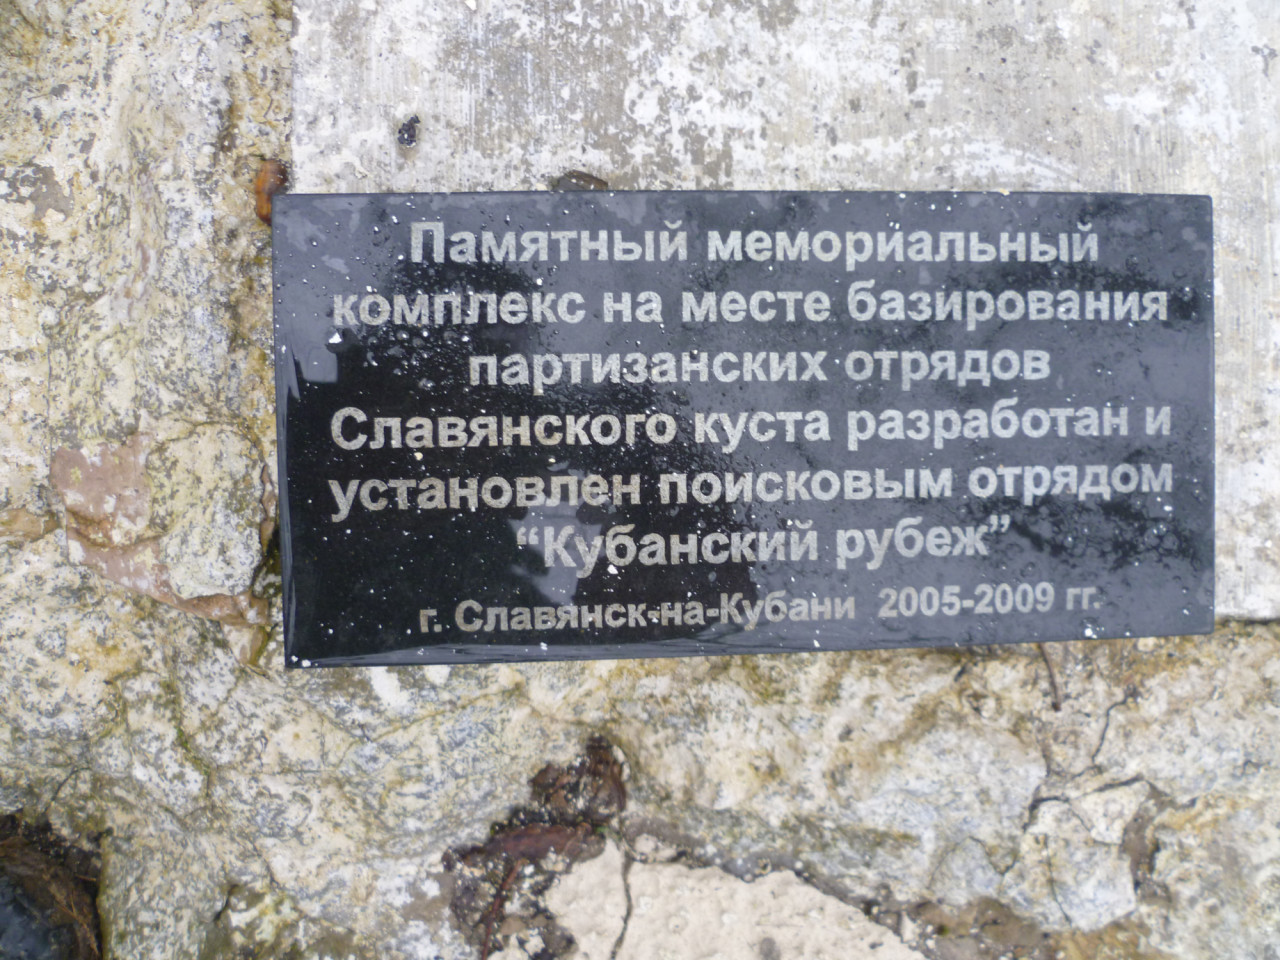 Памятный мемориальный
комплекс на месте базирования
партизанских отрядов
Славянского куста разработан и
установлен поисковым отрядом
“Кубанский рубеж”
г. Славянск-на-Кубани 2005-2009 гг.